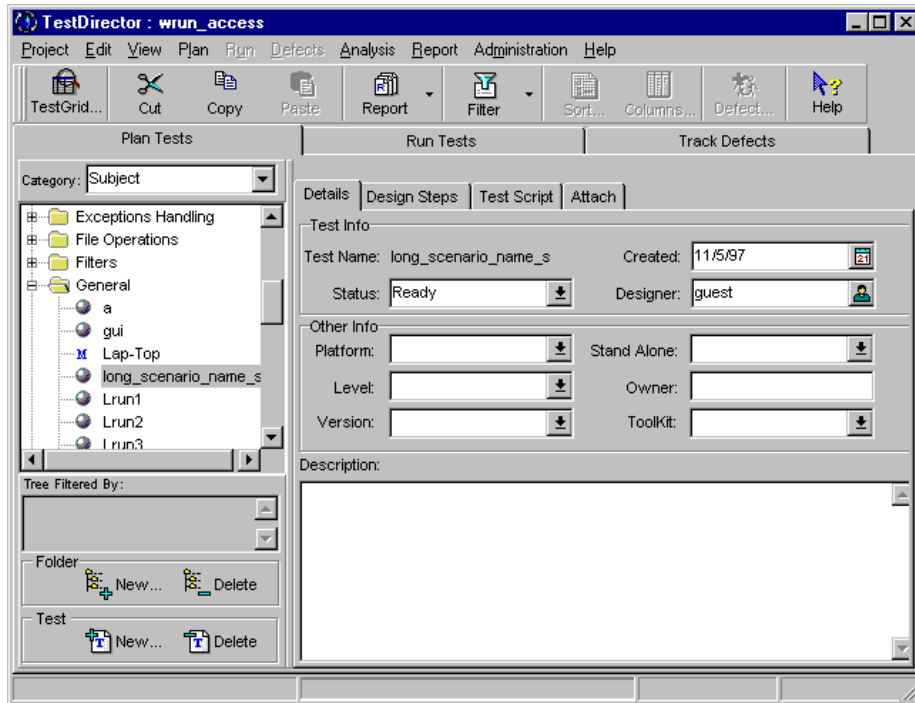 TestDirector : wrun_access
Project Edit View Plan Run Defects Analysis Report Administration Help
TestGrid... Cut Copy Paste Report Filter Sort... Columns... Defect... Help
Plan Tests Run Tests Track Defects
Category: Subject
Exceptions Handling
File Operations
Filters
General
a
gui
M Lap-Top
long_scenario_name_s
Lrun1
Lrun2
Lrun3
Tree Filtered By:
Folder
New... Delete
Test
New... Delete
Details Design Steps Test Script Attach
Test Info
Test Name: long_scenario_name_s Created: 11/5/97
Status: Ready Designer: guest
Other Info
Platform: Stand Alone:
Level: Owner:
Version: ToolKit:
Description: